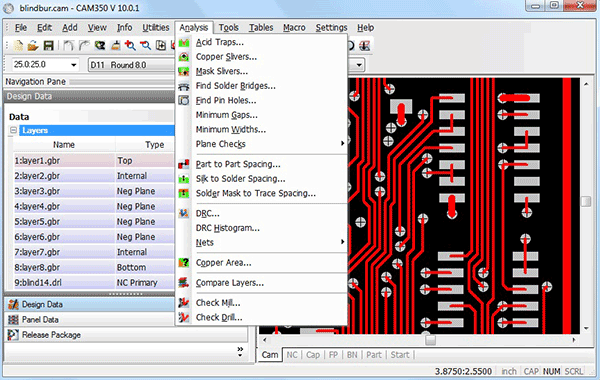 blindbur.cam - CAM350 V 10.0.1
File Edit Add View Info Utilities Analysis Tools Tables Macro Settings Help
25.0:25.0 D11 Round 8.0
Navigation Pane
Design Data
Data
Layers
Name Type
1:layer1.gbr Top
2:layer2.gbr Internal
3:layer3.gbr Neg Plane
4:layer4.gbr Neg Plane
5:layer5.gbr Neg Plane
6:layer6.gbr Neg Plane
7:layer7.gbr Internal
8:layer8.gbr Bottom
9:blnd14.drl NC Primary
Design Data
Panel Data
Release Package
Acid Traps...
Copper Slivers...
Mask Slivers...
Find Solder Bridges...
Find Pin Holes...
Minimum Gaps...
Minimum Widths...
Plane Checks
Part to Part Spacing...
Silk to Solder Spacing...
Solder Mask to Trace Spacing...
DRC...
DRC Histogram...
Nets
Copper Area...
Compare Layers...
Check Mill...
Check Drill...
Cam NC Cap FP BN Part Start
3.8750:2.5500 inch CAP NUM SCRL